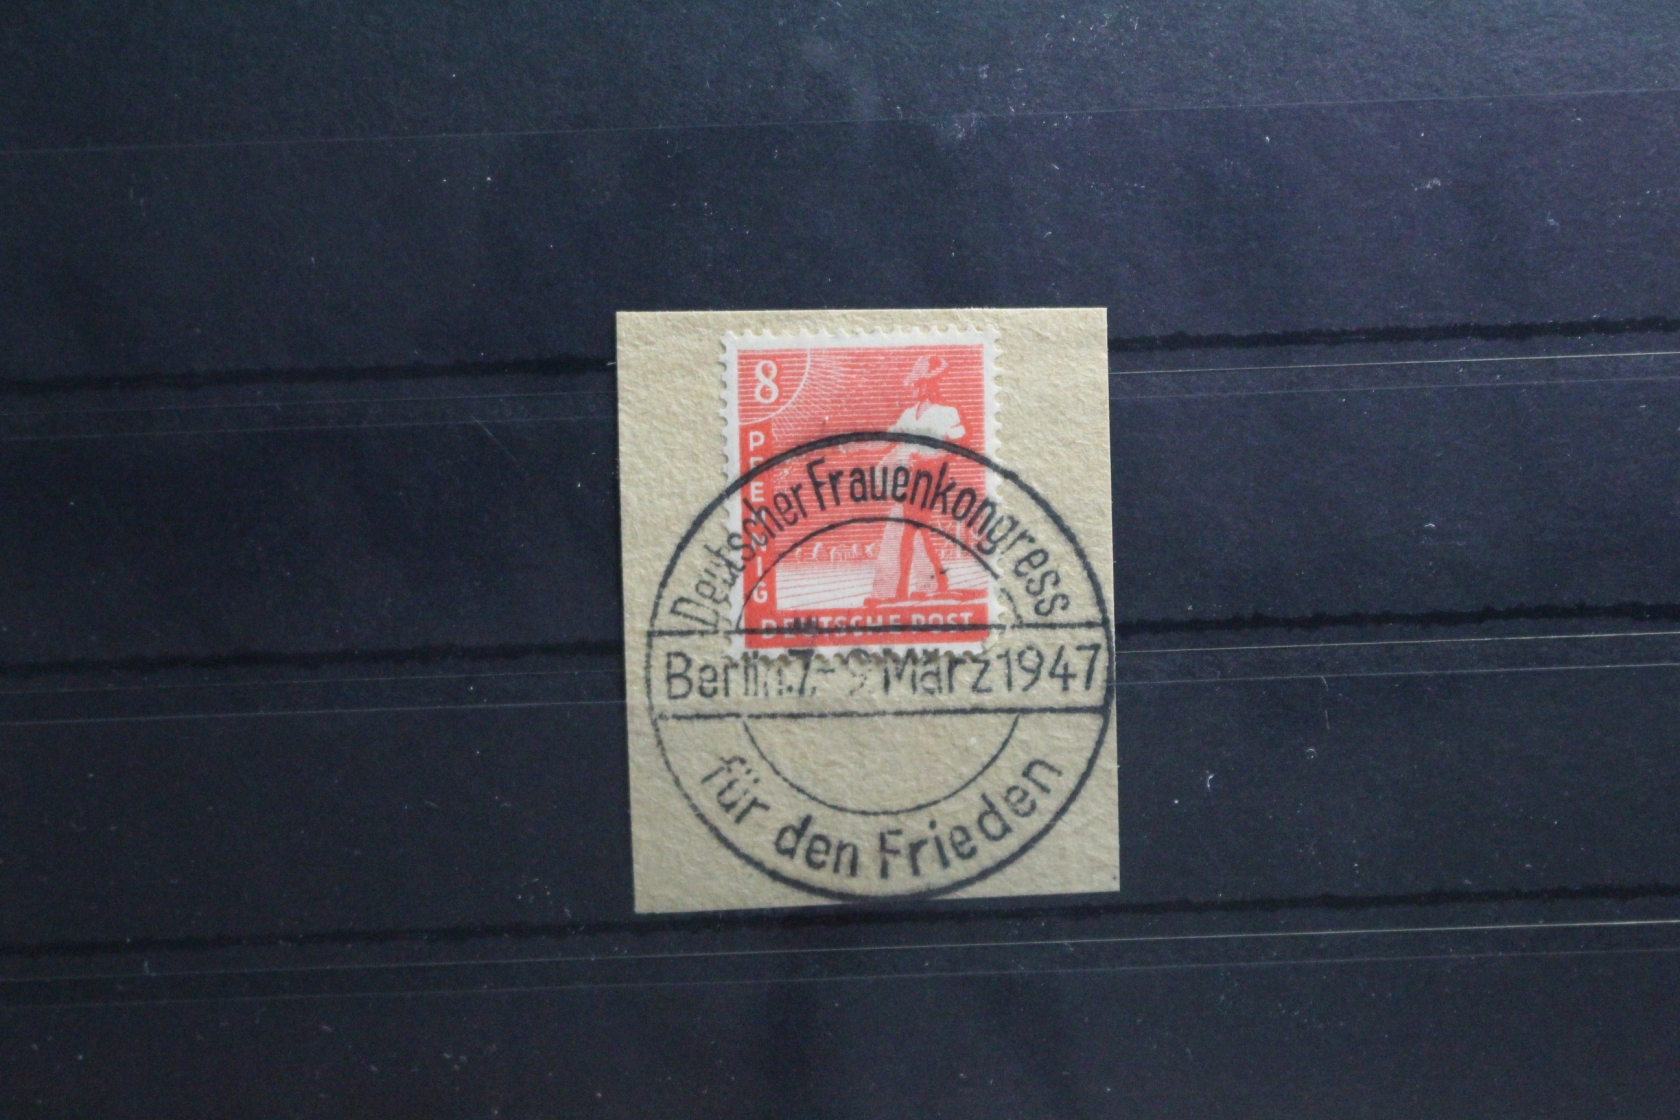 8
PFENNIG
DEUTSCHE POST
Deutscher Frauenkongress
Berlin.7.-9.März 1947
für den Frieden